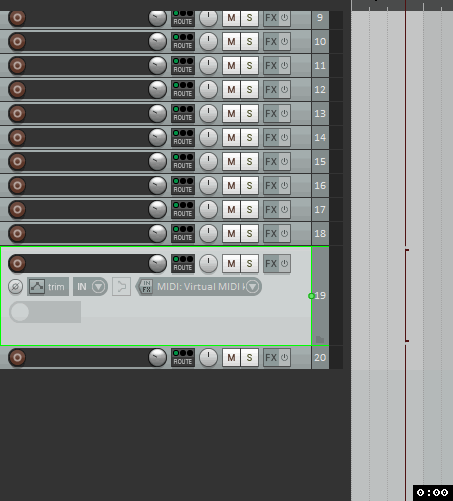 ROUTE M S FX 9
ROUTE M S FX 10
ROUTE M S FX 11
ROUTE M S FX 12
ROUTE M S FX 13
ROUTE M S FX 14
ROUTE M S FX 15
ROUTE M S FX 16
ROUTE M S FX 17
ROUTE M S FX 18
ROUTE M S FX
trim IN IN FX MIDI: Virtual MIDI k
19
ROUTE M S FX 20
0:00